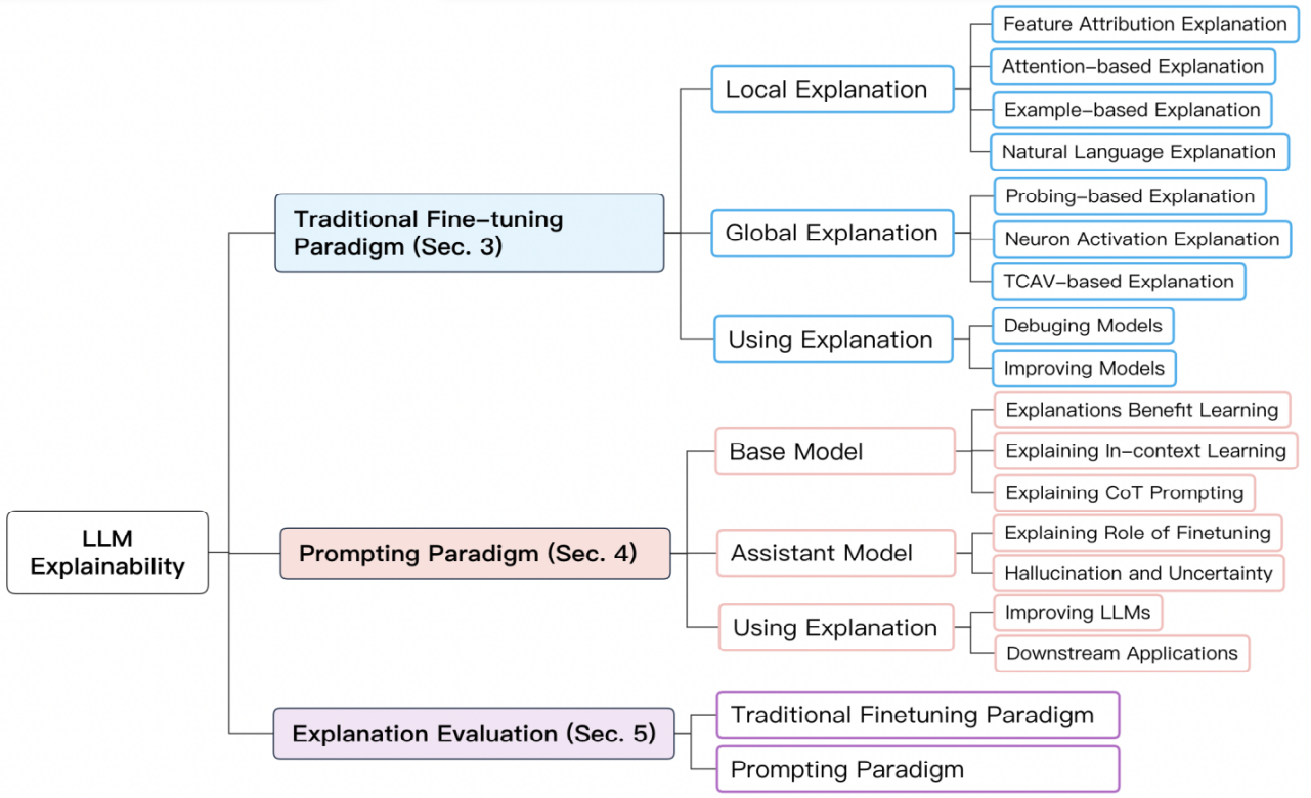 LLM
Explainability
Traditional Fine-tuning
Paradigm (Sec. 3)
Local Explanation
Feature Attribution Explanation
Attention-based Explanation
Example-based Explanation
Natural Language Explanation
Global Explanation
Probing-based Explanation
Neuron Activation Explanation
TCAV-based Explanation
Using Explanation
Debuging Models
Improving Models
Prompting Paradigm (Sec. 4)
Base Model
Explanations Benefit Learning
Explaining In-context Learning
Explaining CoT Prompting
Assistant Model
Explaining Role of Finetuning
Hallucination and Uncertainty
Using Explanation
Improving LLMs
Downstream Applications
Explanation Evaluation (Sec. 5)
Traditional Finetuning Paradigm
Prompting Paradigm